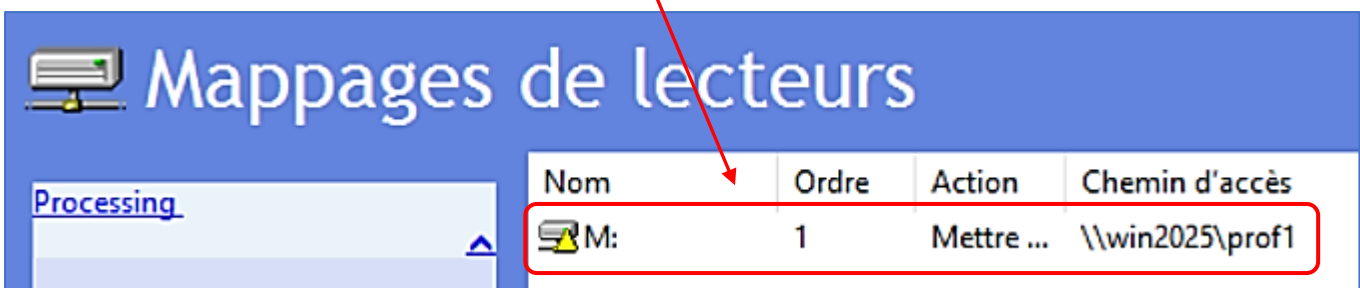 Mappages de lecteurs
Processing
Nom Ordre Action Chemin d'accès
M: 1 Mettre ... \\win2025\prof1